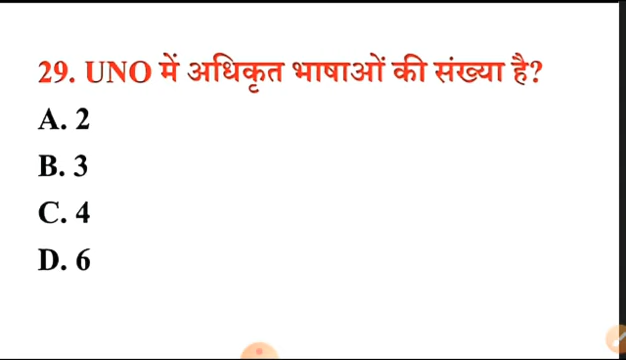 29. UNO में अधिकृत भाषाओं की संख्या है?
A. 2
B. 3
C. 4
D. 6